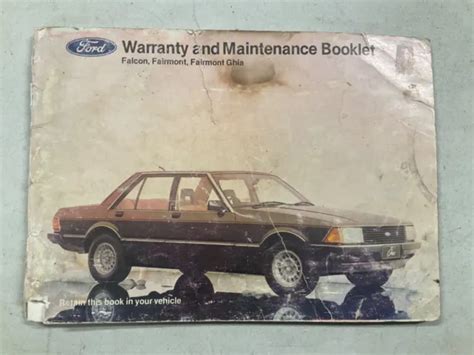 Ford
Warranty and Maintenance Booklet
Falcon, Fairmont, Fairmont Ghia
Retain this book in your vehicle